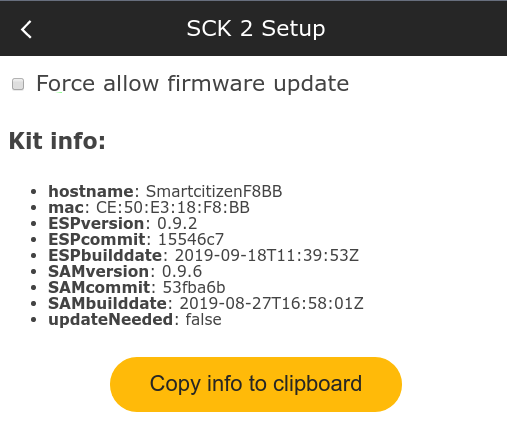 SCK 2 Setup
Force allow firmware update
Kit info:
hostname: SmartcitizenF8BB
mac: CE:50:E3:18:F8:BB
ESPversion: 0.9.2
ESPcommit: 15546c7
ESPbuilddate: 2019-09-18T11:39:53Z
SAMversion: 0.9.6
SAMcommit: 53fba6b
SAMbuilddate: 2019-08-27T16:58:01Z
updateNeeded: false
Copy info to clipboard